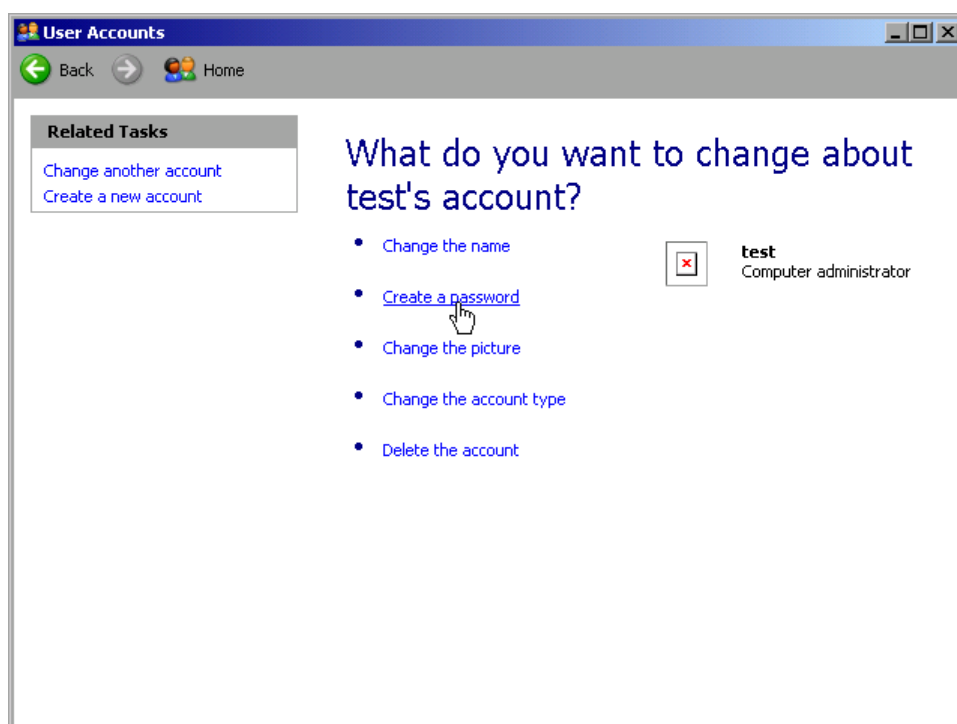 User Accounts
Back Home
Related Tasks
Change another account
Create a new account
What do you want to change about
test's account?
Change the name
Create a password
Change the picture
Change the account type
Delete the account
test
Computer administrator